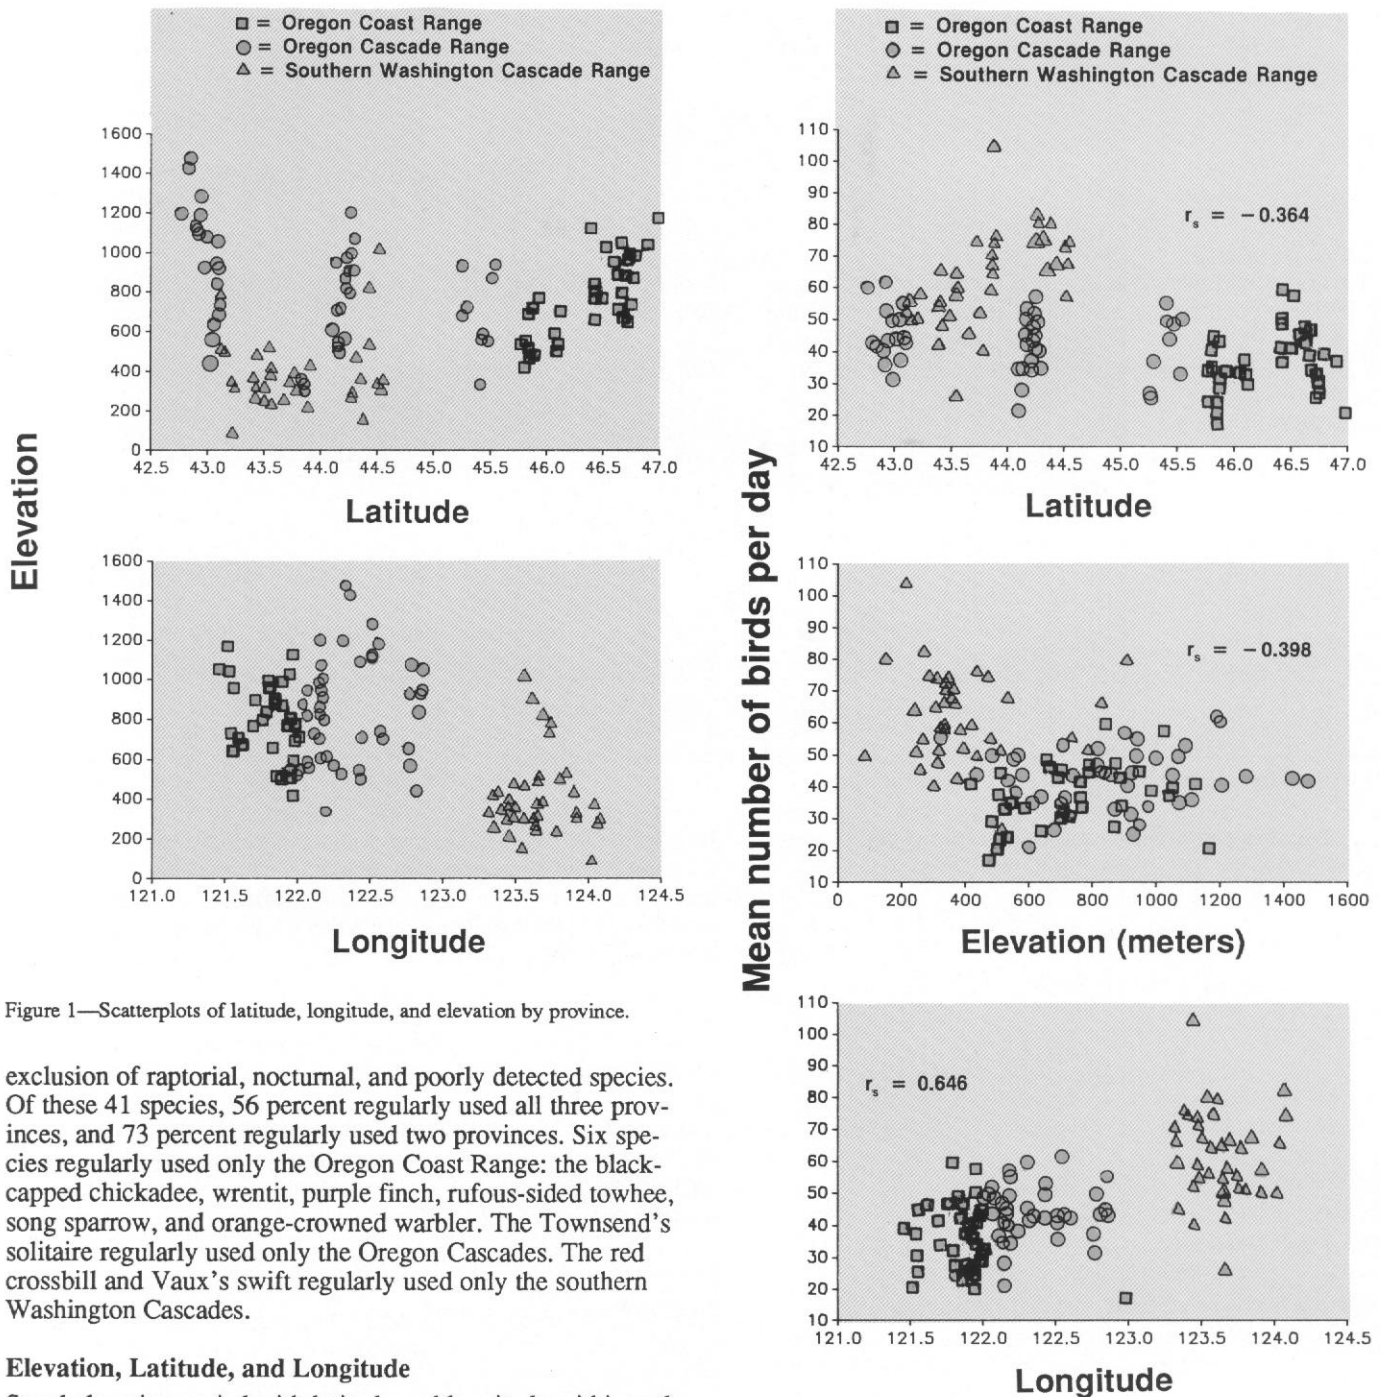 = Oregon Coast Range
= Oregon Cascade Range
= Southern Washington Cascade Range
1600
1400
1200
1000
800
600
400
200
0
42.5 43.0 43.5 44.0 44.5 45.0 45.5 46.0 46.5 47.0
Latitude
Elevation
1600
1400
1200
1000
800
600
400
200
0
121.0 121.5 122.0 122.5 123.0 123.5 124.0 124.5
Longitude
Figure 1—Scatterplots of latitude, longitude, and elevation by province.
exclusion of raptorial, nocturnal, and poorly detected species.
Of these 41 species, 56 percent regularly used all three prov-
inces, and 73 percent regularly used two provinces. Six spe-
cies regularly used only the Oregon Coast Range: the black-
capped chickadee, wrentit, purple finch, rufous-sided towhee,
song sparrow, and orange-crowned warbler. The Townsend's
solitaire regularly used only the Oregon Cascades. The red
crossbill and Vaux's swift regularly used only the southern
Washington Cascades.
Elevation, Latitude, and Longitude
= Oregon Coast Range
= Oregon Cascade Range
= Southern Washington Cascade Range
110
100
90
80
70
60
50
40
30
20
10
rs = −0.364
42.5 43.0 43.5 44.0 44.5 45.0 45.5 46.0 46.5 47.0
Latitude
Mean number of birds per day
110
100
90
80
70
60
50
40
30
20
10
rs = −0.398
0 200 400 600 800 1000 1200 1400 1600
Elevation (meters)
110
100
90
80
70
60
50
40
30
20
10
rs = 0.646
121.0 121.5 122.0 122.5 123.0 123.5 124.0 124.5
Longitude